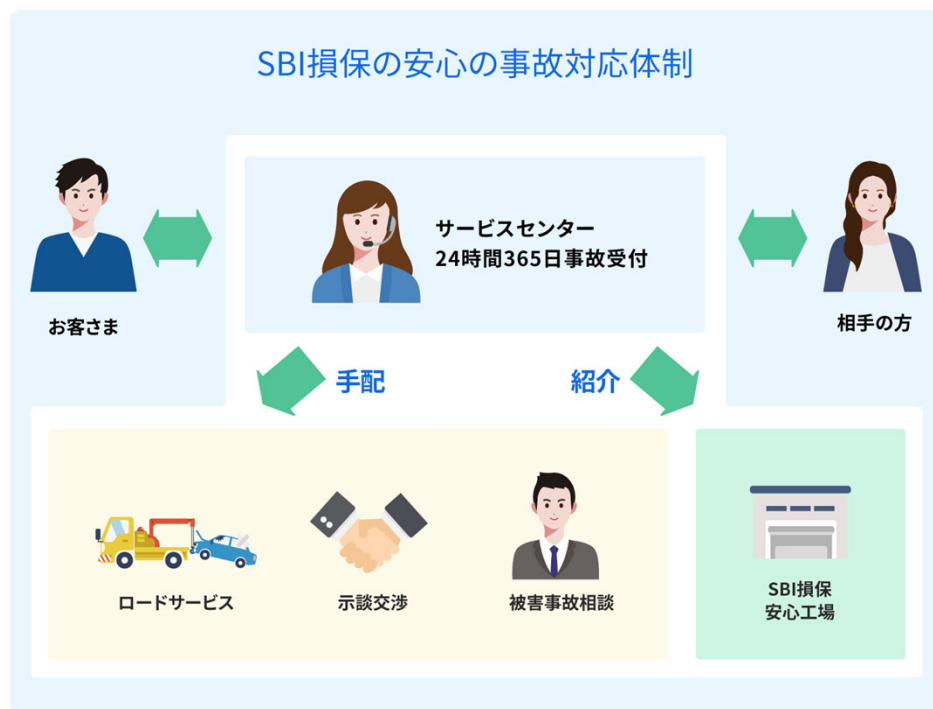 SBI損保の安心の事故対応体制
サービスセンター
24時間365日事故受付
お客さま
相手の方
手配
紹介
ロードサービス
示談交渉
被害事故相談
SBI損保
安心工場